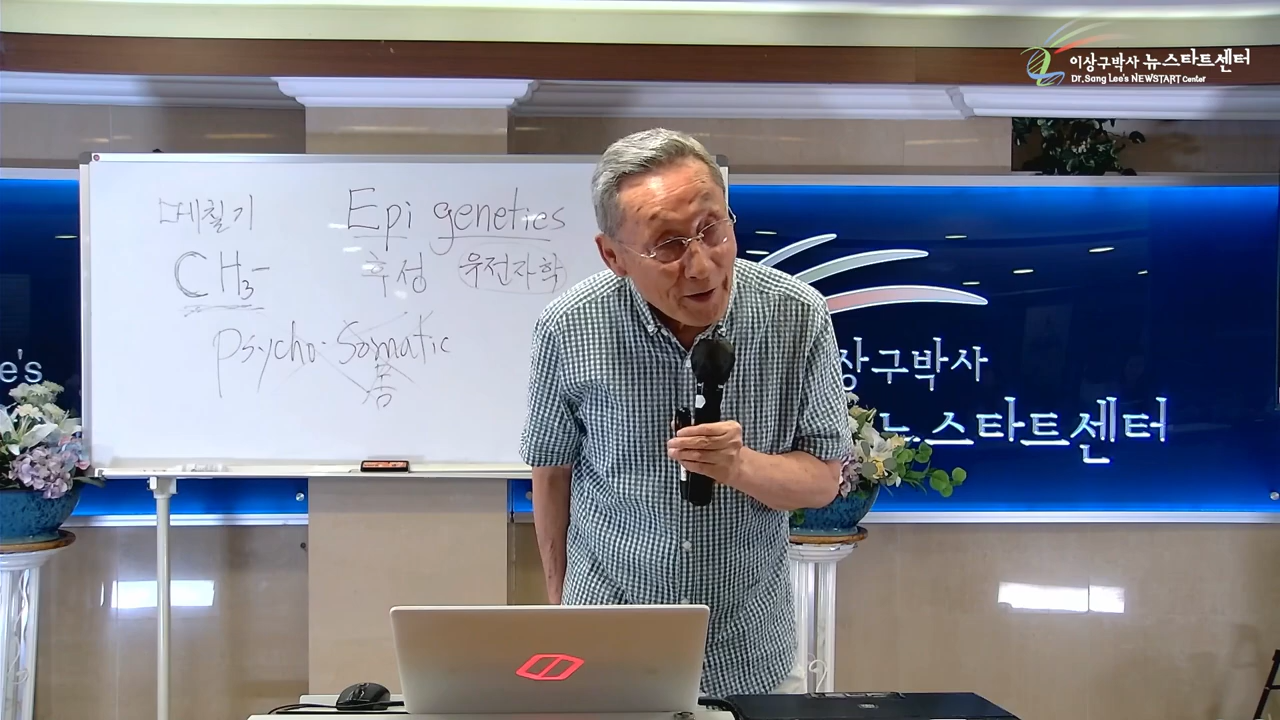 이상구박사 뉴스타트센터
Dr. Sang Lee's NEWSTART Center
메칠기 Epi genetics
CH3- 후성 유전자학
Psycho-Somatic
몸
e's
상구박사
뉴스타트센터